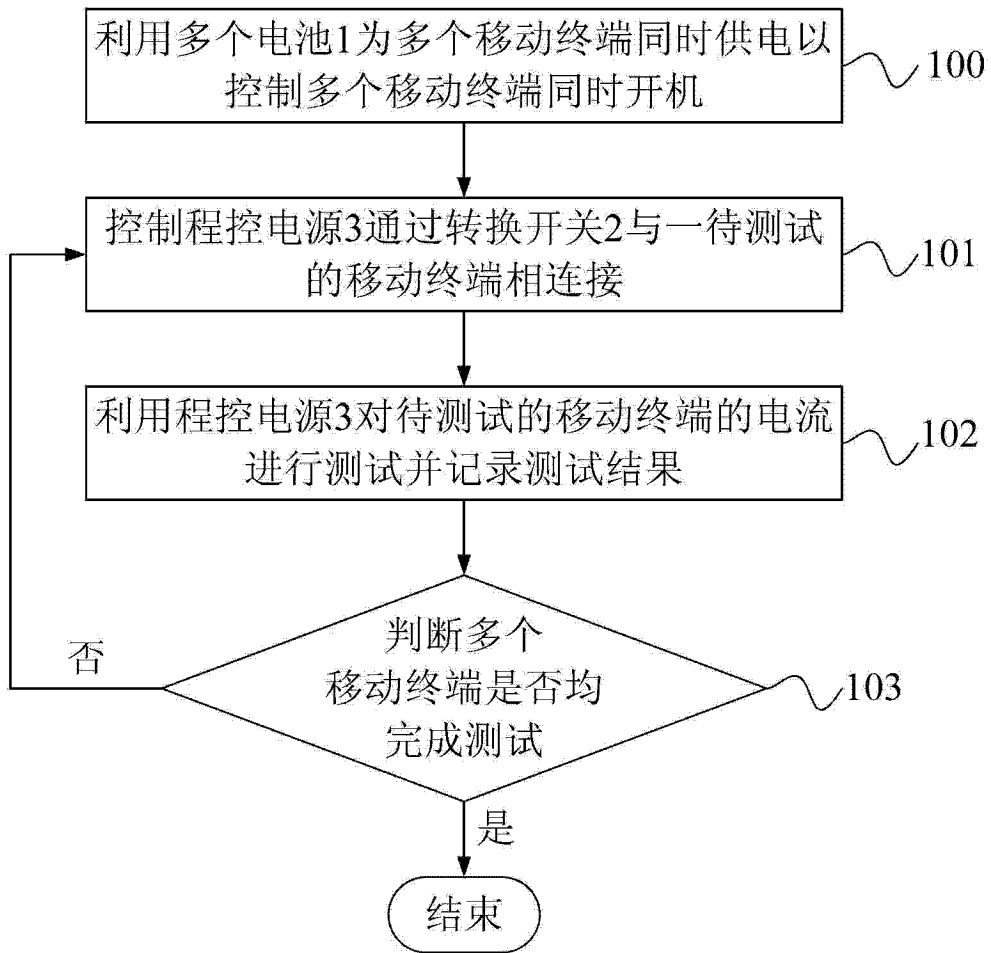 利用多个电池1为多个移动终端同时供电以
控制多个移动终端同时开机
100
控制程控电源3通过转换开关2与一待测试
的移动终端相连接
101
利用程控电源3对待测试的移动终端的电流
进行测试并记录测试结果
102
判断多个
移动终端是否均
完成测试
103
否
是
结束